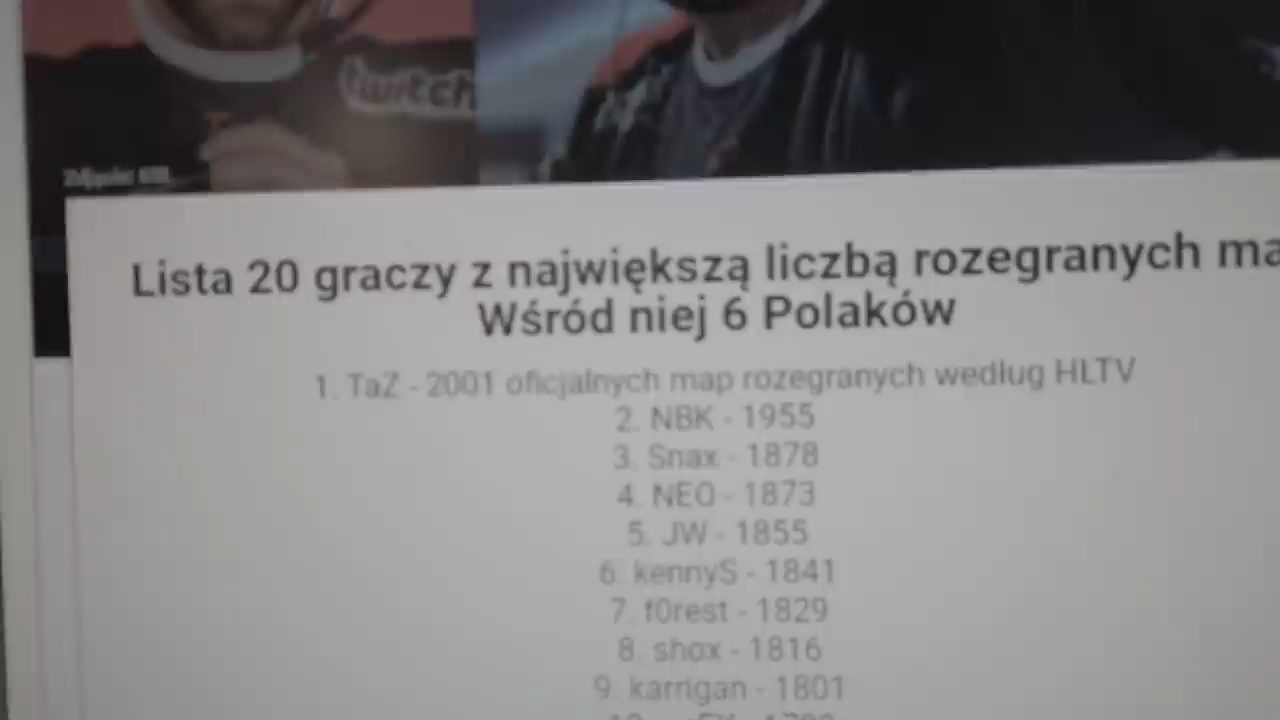 twitch
Lista 20 graczy z największą liczbą rozegranych ma
Wśród niej 6 Polaków
1. TaZ - 2001 oficjalnych map rozegranych według HLTV
2. NBK - 1955
3. Snax - 1878
4. NEO - 1873
5. JW - 1855
6. kennyS - 1841
7. f0rest - 1829
8. shox - 1816
9. karrigan - 1801